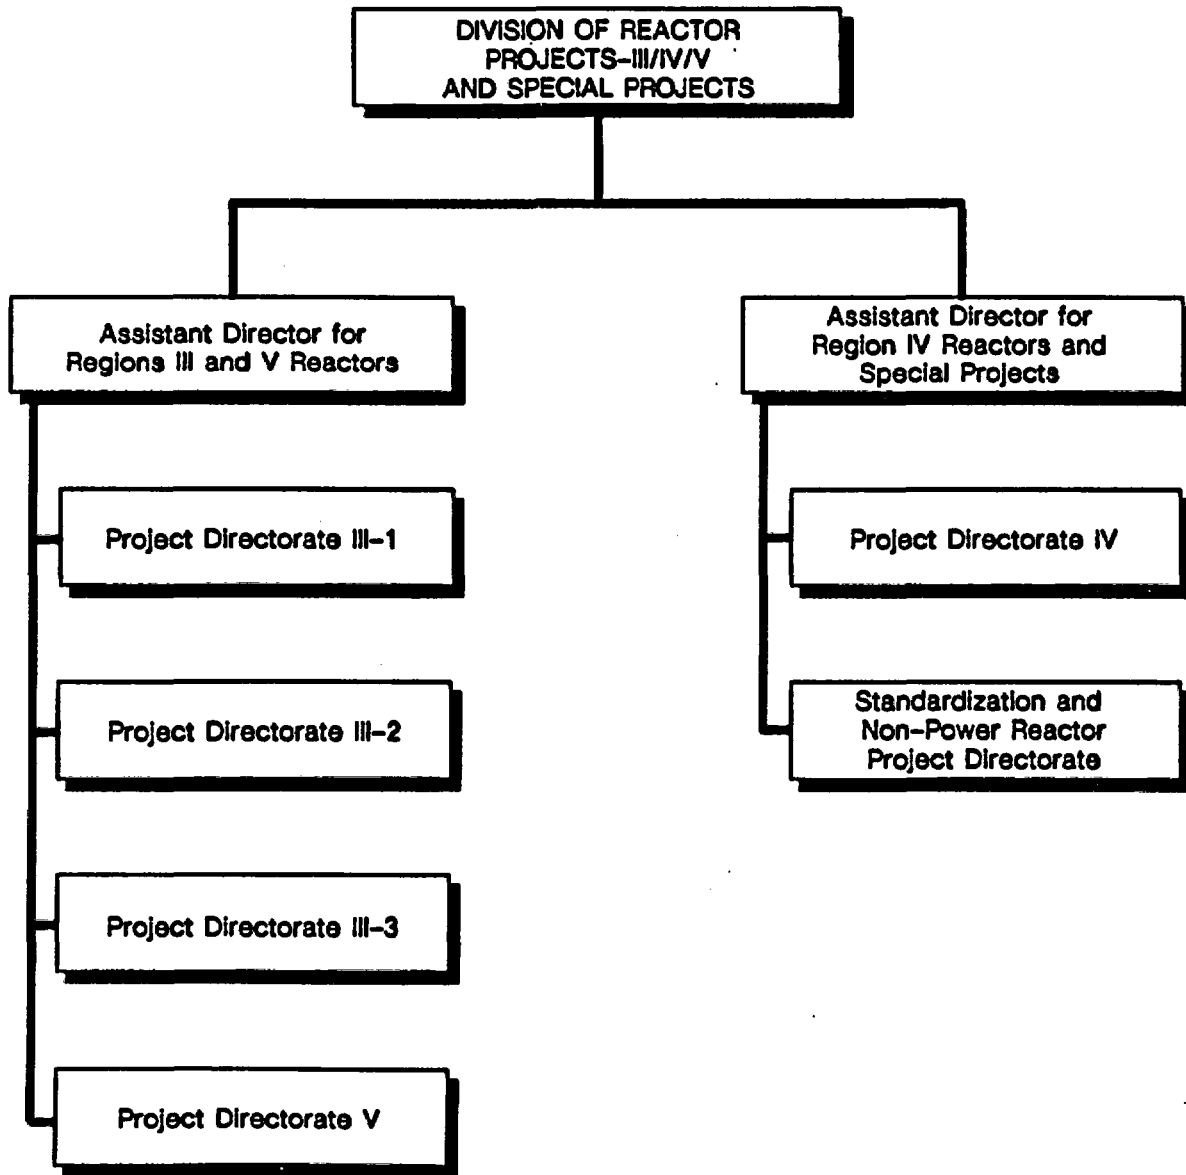 DIVISION OF REACTOR
PROJECTS-III/IV/V
AND SPECIAL PROJECTS
Assistant Director for
Regions III and V Reactors
Assistant Director for
Region IV Reactors and
Special Projects
Project Directorate III-1
Project Directorate IV
Project Directorate III-2
Standardization and
Non-Power Reactor
Project Directorate
Project Directorate III-3
Project Directorate V